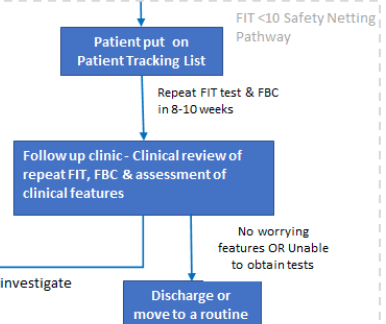 FIT <10 Safety Netting
Pathway
Patient put on
Patient Tracking List
Repeat FIT test & FBC
in 8-10 weeks
Follow up clinic - Clinical review of
repeat FIT, FBC & assessment of
clinical features
No worrying
features OR Unable
to obtain tests
investigate
Discharge or
move to a routine